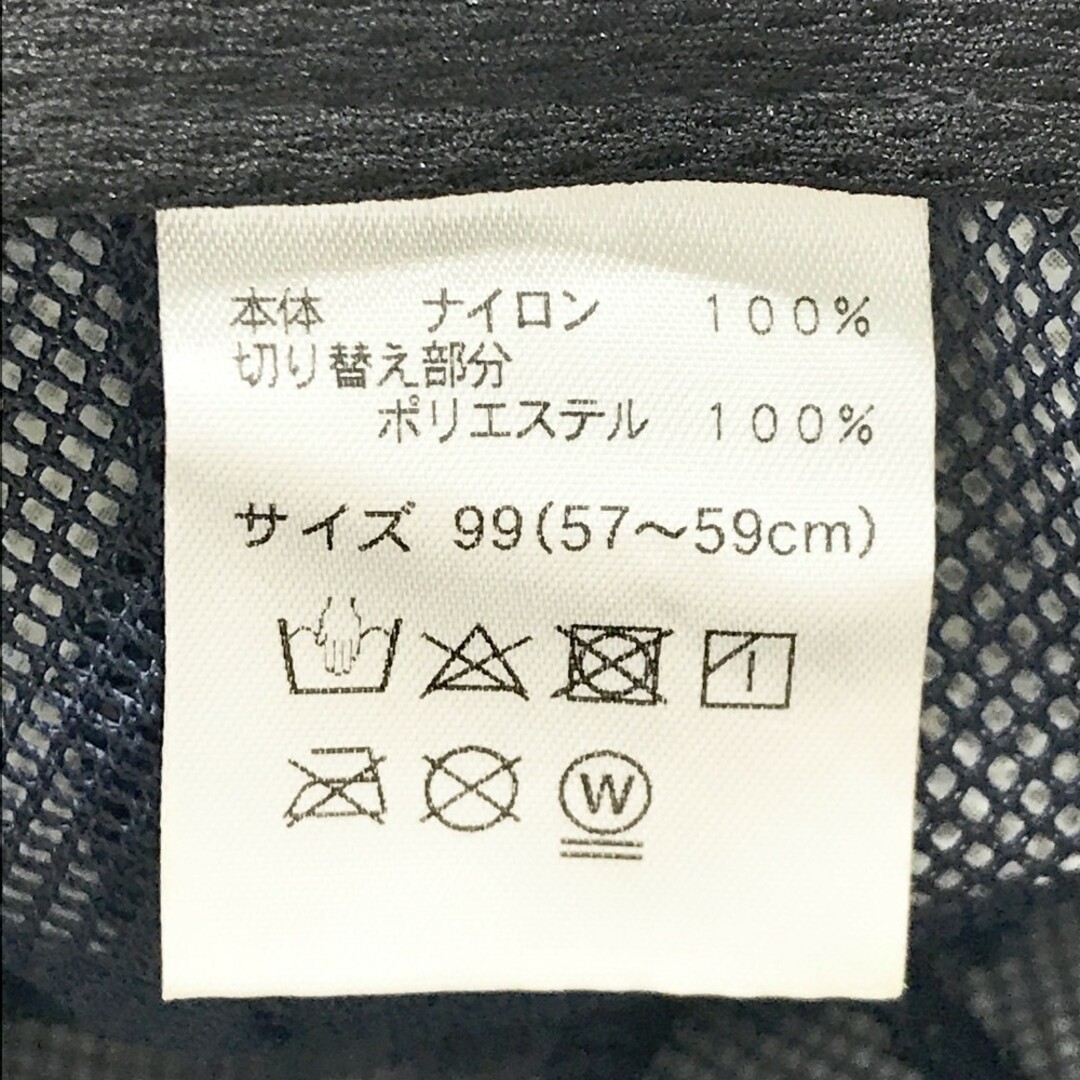 本体 ナイロン 100%
切り替え部分
ポリエステル 100%
サイズ 99(57～59cm)
W